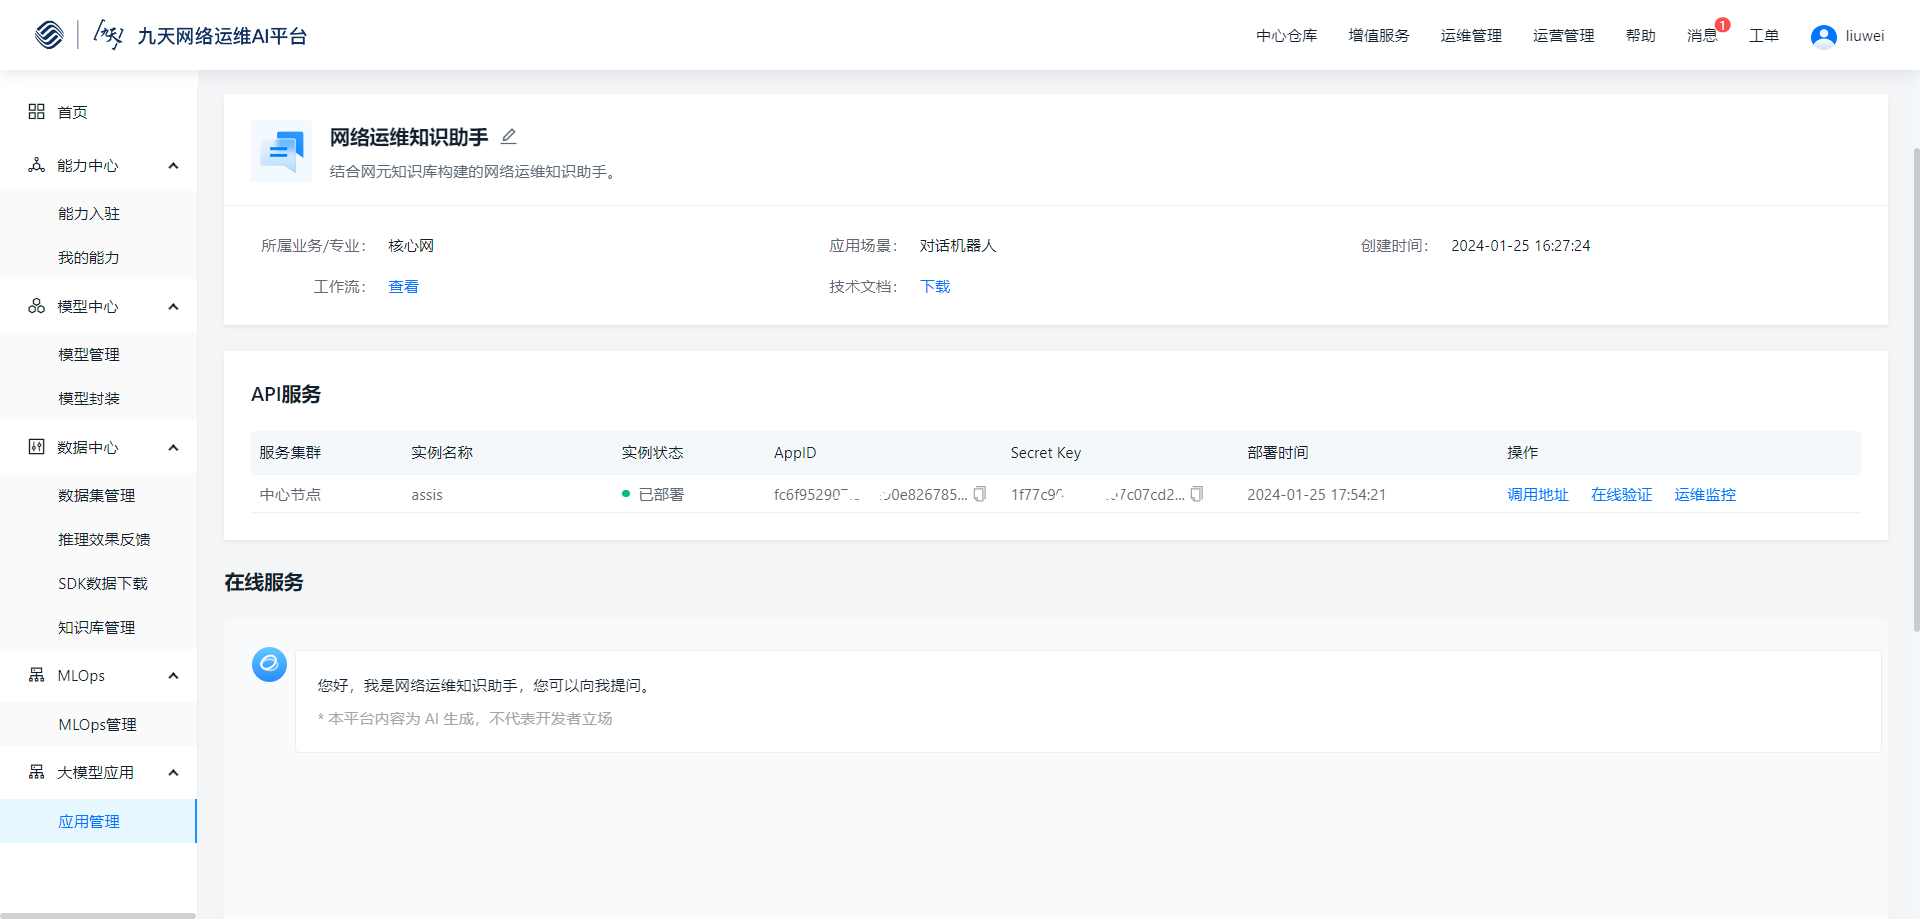 九天 九天网络运维AI平台
中心仓库 增值服务 运维管理 运营管理 帮助 消息 1 工单 liuwei
首页
能力中心
能力入驻
我的能力
模型中心
模型管理
模型封装
数据中心
数据集管理
推理效果反馈
SDK数据下载
知识库管理
MLOps
MLOps管理
大模型应用
应用管理
网络运维知识助手
结合网元知识库构建的网络运维知识助手。
所属业务/专业： 核心网 应用场景： 对话机器人 创建时间： 2024-01-25 16:27:24
工作流： 查看 技术文档： 下载
API服务
服务集群 实例名称 实例状态 AppID Secret Key 部署时间 操作
中心节点 assis 已部署 fc6f95290 0e826785... 1f77c9 7c07cd2... 2024-01-25 17:54:21 调用地址 在线验证 运维监控
在线服务
您好，我是网络运维知识助手，您可以向我提问。
* 本平台内容为 AI 生成，不代表开发者立场